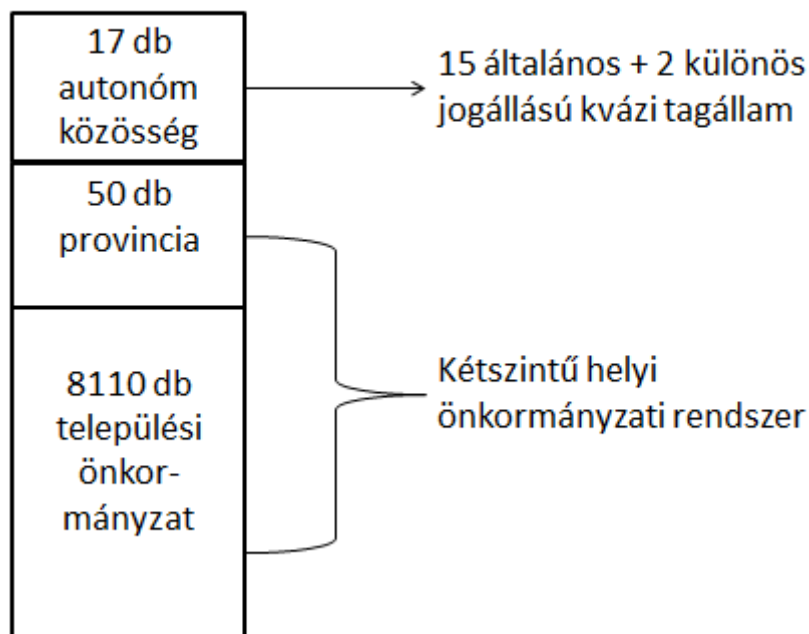 17 db
autonóm
közösség
15 általános + 2 különös
jogállású kvázi tagállam
50 db
provincia
8110 db
települési
önkor-
mányzat
Kétszintű helyi
önkormányzati rendszer